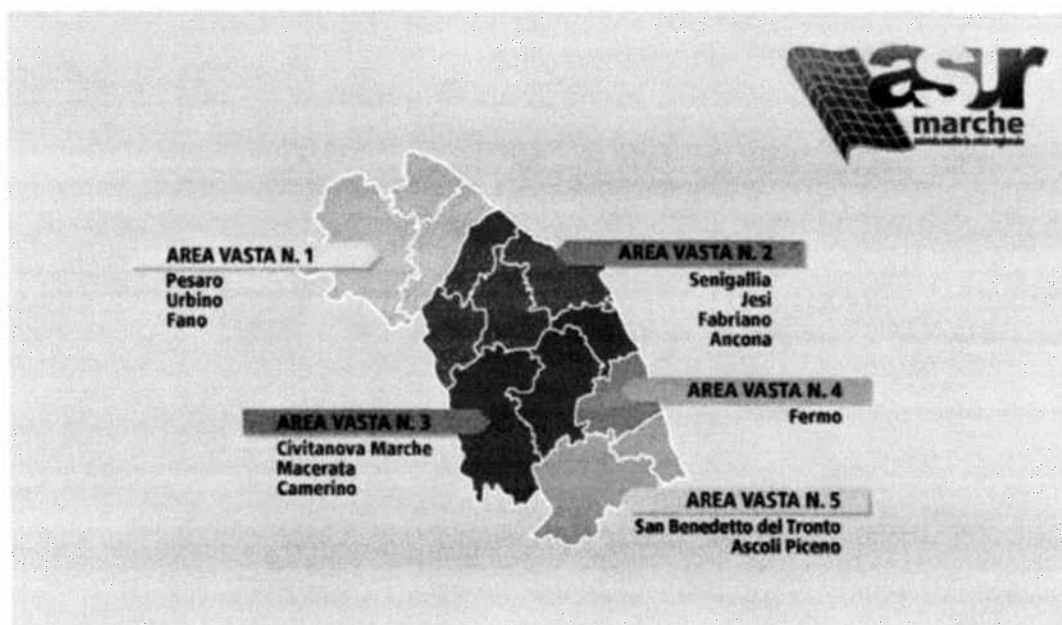 asur
marche
AREA VASTA N. 1
Pesaro
Urbino
Fano
AREA VASTA N. 2
Senigallia
Jesi
Fabriano
Ancona
AREA VASTA N. 4
Fermo
AREA VASTA N. 3
Civitanova Marche
Macerata
Camerino
AREA VASTA N. 5
San Benedetto del Tronto
Ascoli Piceno